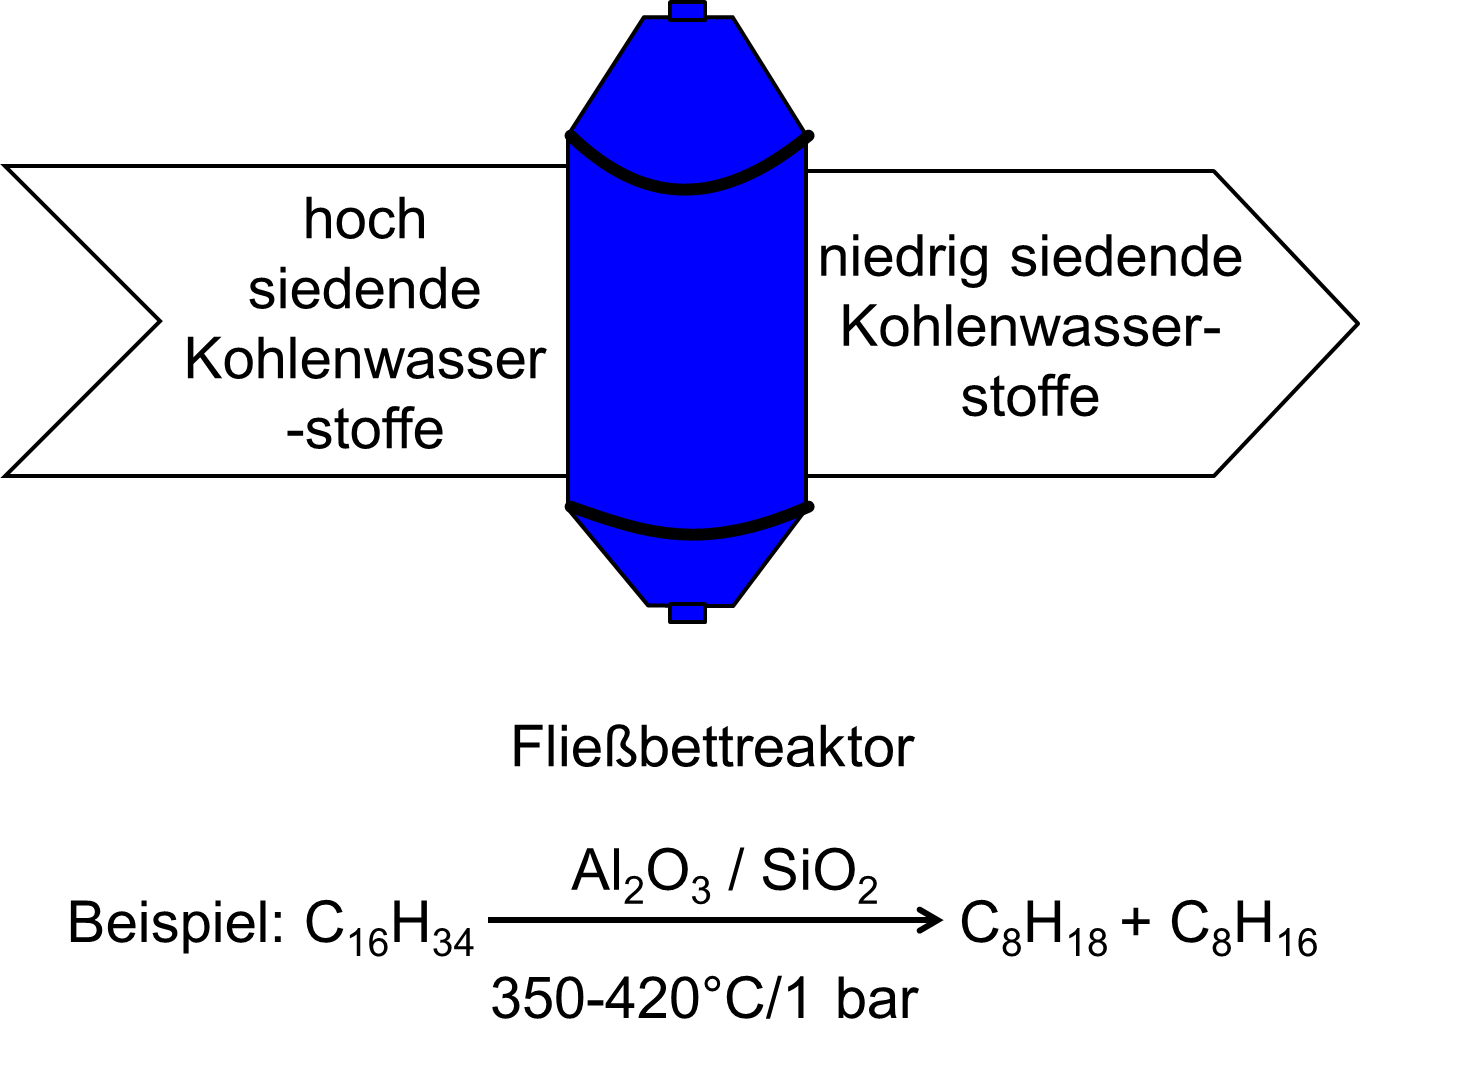 hoch
siedende
Kohlenwasser
-stoffe
niedrig siedende
Kohlenwasser-
stoffe
Fließbettreaktor
Al₂O₃ / SiO₂
Beispiel: C₁₆H₃₄ → C₈H₁₈ + C₈H₁₆
350-420°C/1 bar